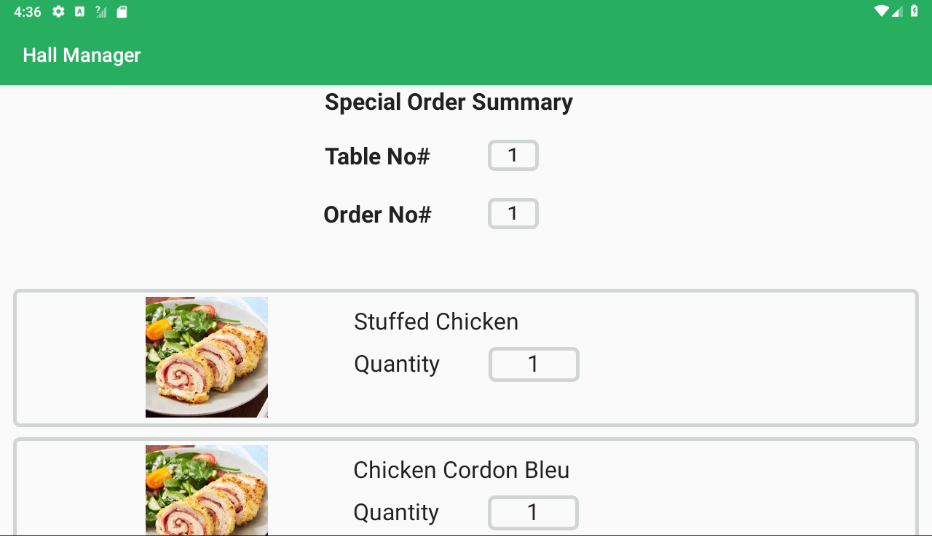 4:36
Hall Manager
Special Order Summary
Table No# 1
Order No# 1
Stuffed Chicken
Quantity 1
Chicken Cordon Bleu
Quantity 1